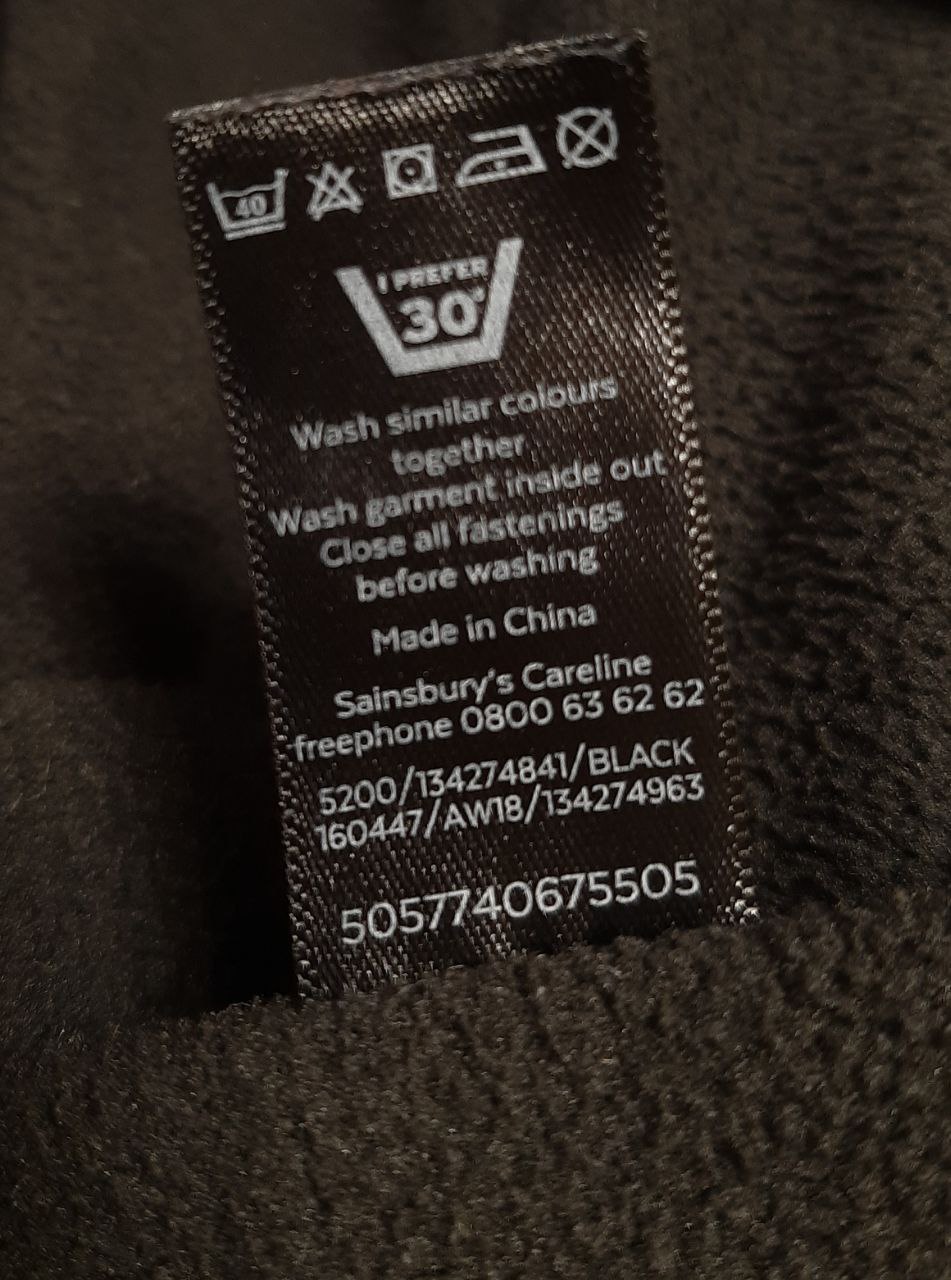 40
I PREFER
30°
Wash similar colours
together
Wash garment inside out
Close all fastenings
before washing
Made in China
Sainsbury's Careline
freephone 0800 63 62 62
5200/134274841/BLACK
160447/AW18/134274963
5057740675505